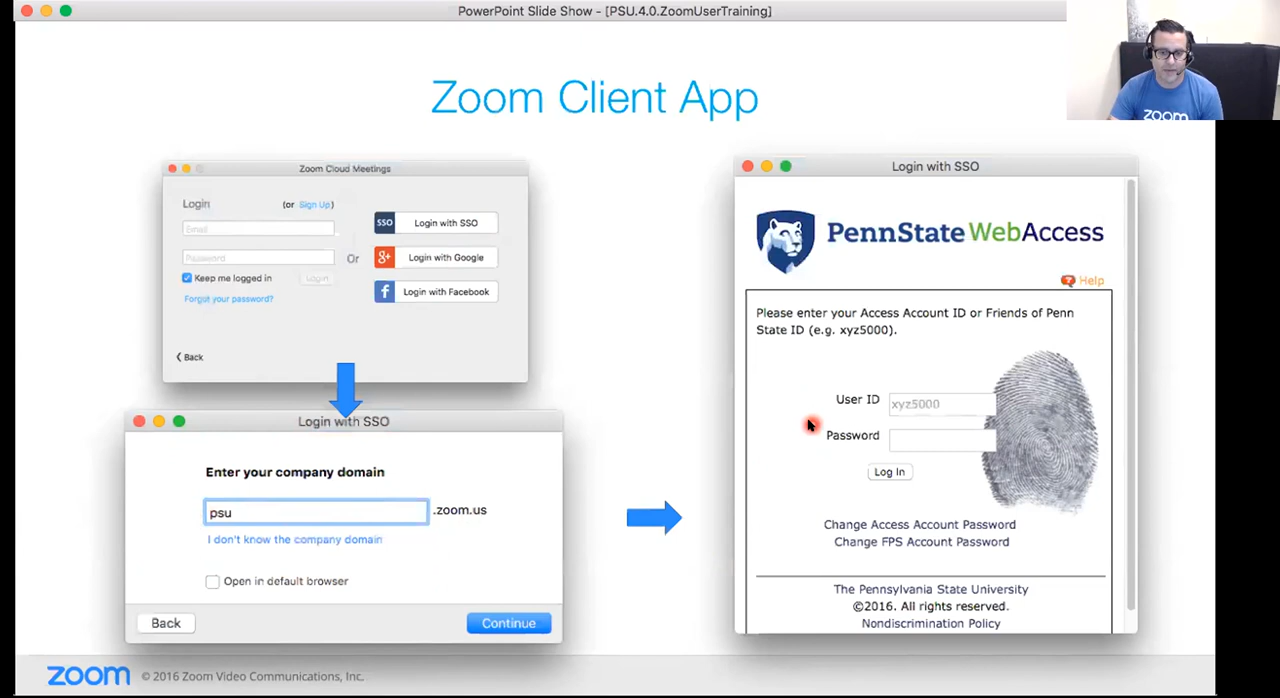 PowerPoint Slide Show - [PSU.4.0.ZoomUserTraining]
zoom
Zoom Client App
Zoom Cloud Meetings
Login (or Sign Up)
Email
Password
Keep me logged in Login
Forgot your password?
Or
SSO Login with SSO
g+ Login with Google
f Login with Facebook
Back
Login with SSO
Enter your company domain
psu .zoom.us
I don't know the company domain
Open in default browser
Back Continue
Login with SSO
PennState WebAccess
? Help
Please enter your Access Account ID or Friends of Penn
State ID (e.g. xyz5000).
User ID xyz5000
Password
Log In
Change Access Account Password
Change FPS Account Password
The Pennsylvania State University
©2016. All rights reserved.
Nondiscrimination Policy
zoom © 2016 Zoom Video Communications, Inc.